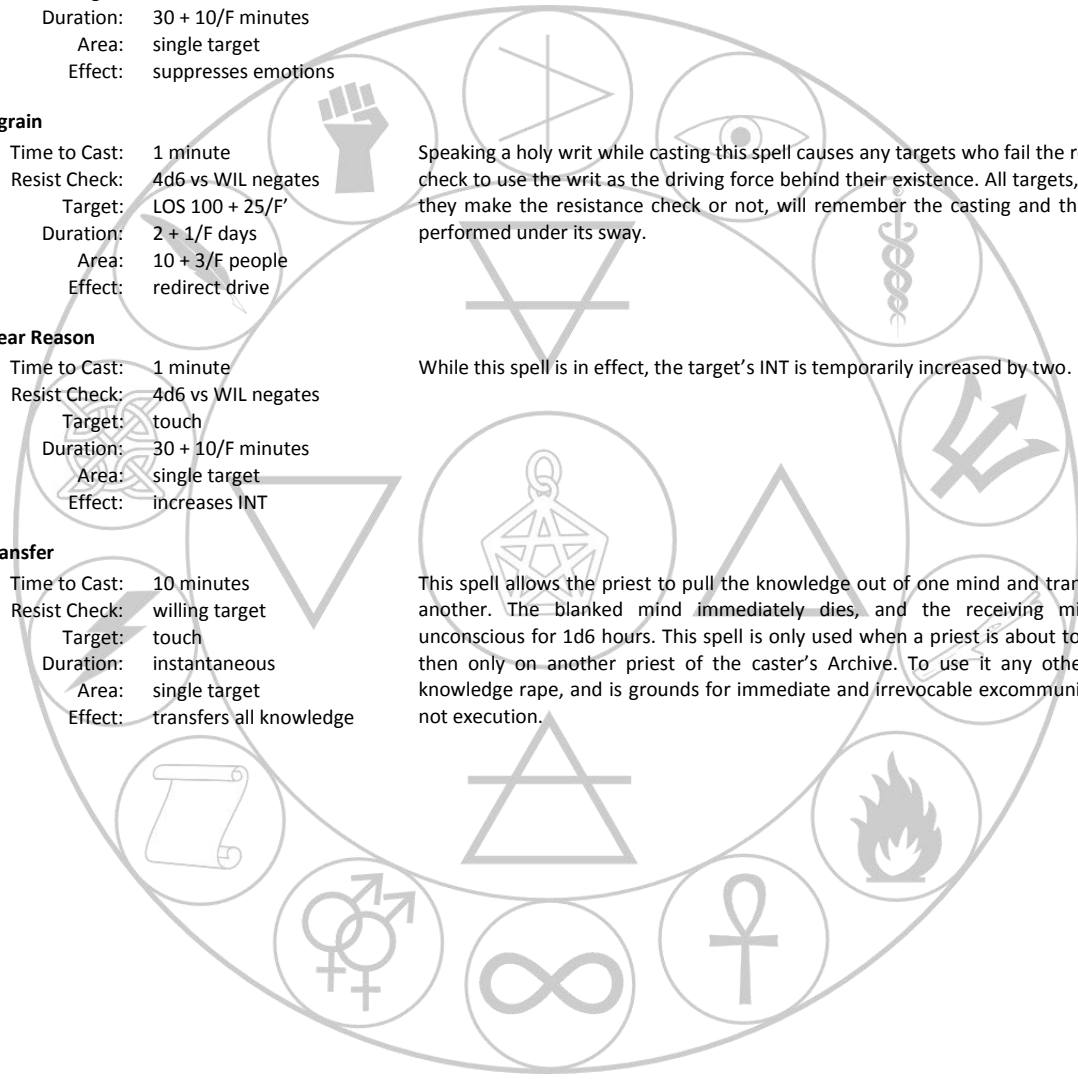 Duration: 30 + 10/F minutes
Area: single target
Effect: suppresses emotions
grain
Time to Cast: 1 minute
Resist Check: 4d6 vs WIL negates
Target: LOS 100 + 25/F’
Duration: 2 + 1/F days
Area: 10 + 3/F people
Effect: redirect drive
Speaking a holy writ while casting this spell causes any targets who fail the r
check to use the writ as the driving force behind their existence. All targets,
they make the resistance check or not, will remember the casting and th
performed under its sway.
ear Reason
Time to Cast: 1 minute
Resist Check: 4d6 vs WIL negates
Target: touch
Duration: 30 + 10/F minutes
Area: single target
Effect: increases INT
While this spell is in effect, the target’s INT is temporarily increased by two.
ansfer
Time to Cast: 10 minutes
Resist Check: willing target
Target: touch
Duration: instantaneous
Area: single target
Effect: transfers all knowledge
This spell allows the priest to pull the knowledge out of one mind and tran
another. The blanked mind immediately dies, and the receiving mi
unconscious for 1d6 hours. This spell is only used when a priest is about to
then only on another priest of the caster’s Archive. To use it any othe
knowledge rape, and is grounds for immediate and irrevocable excommuni
not execution.